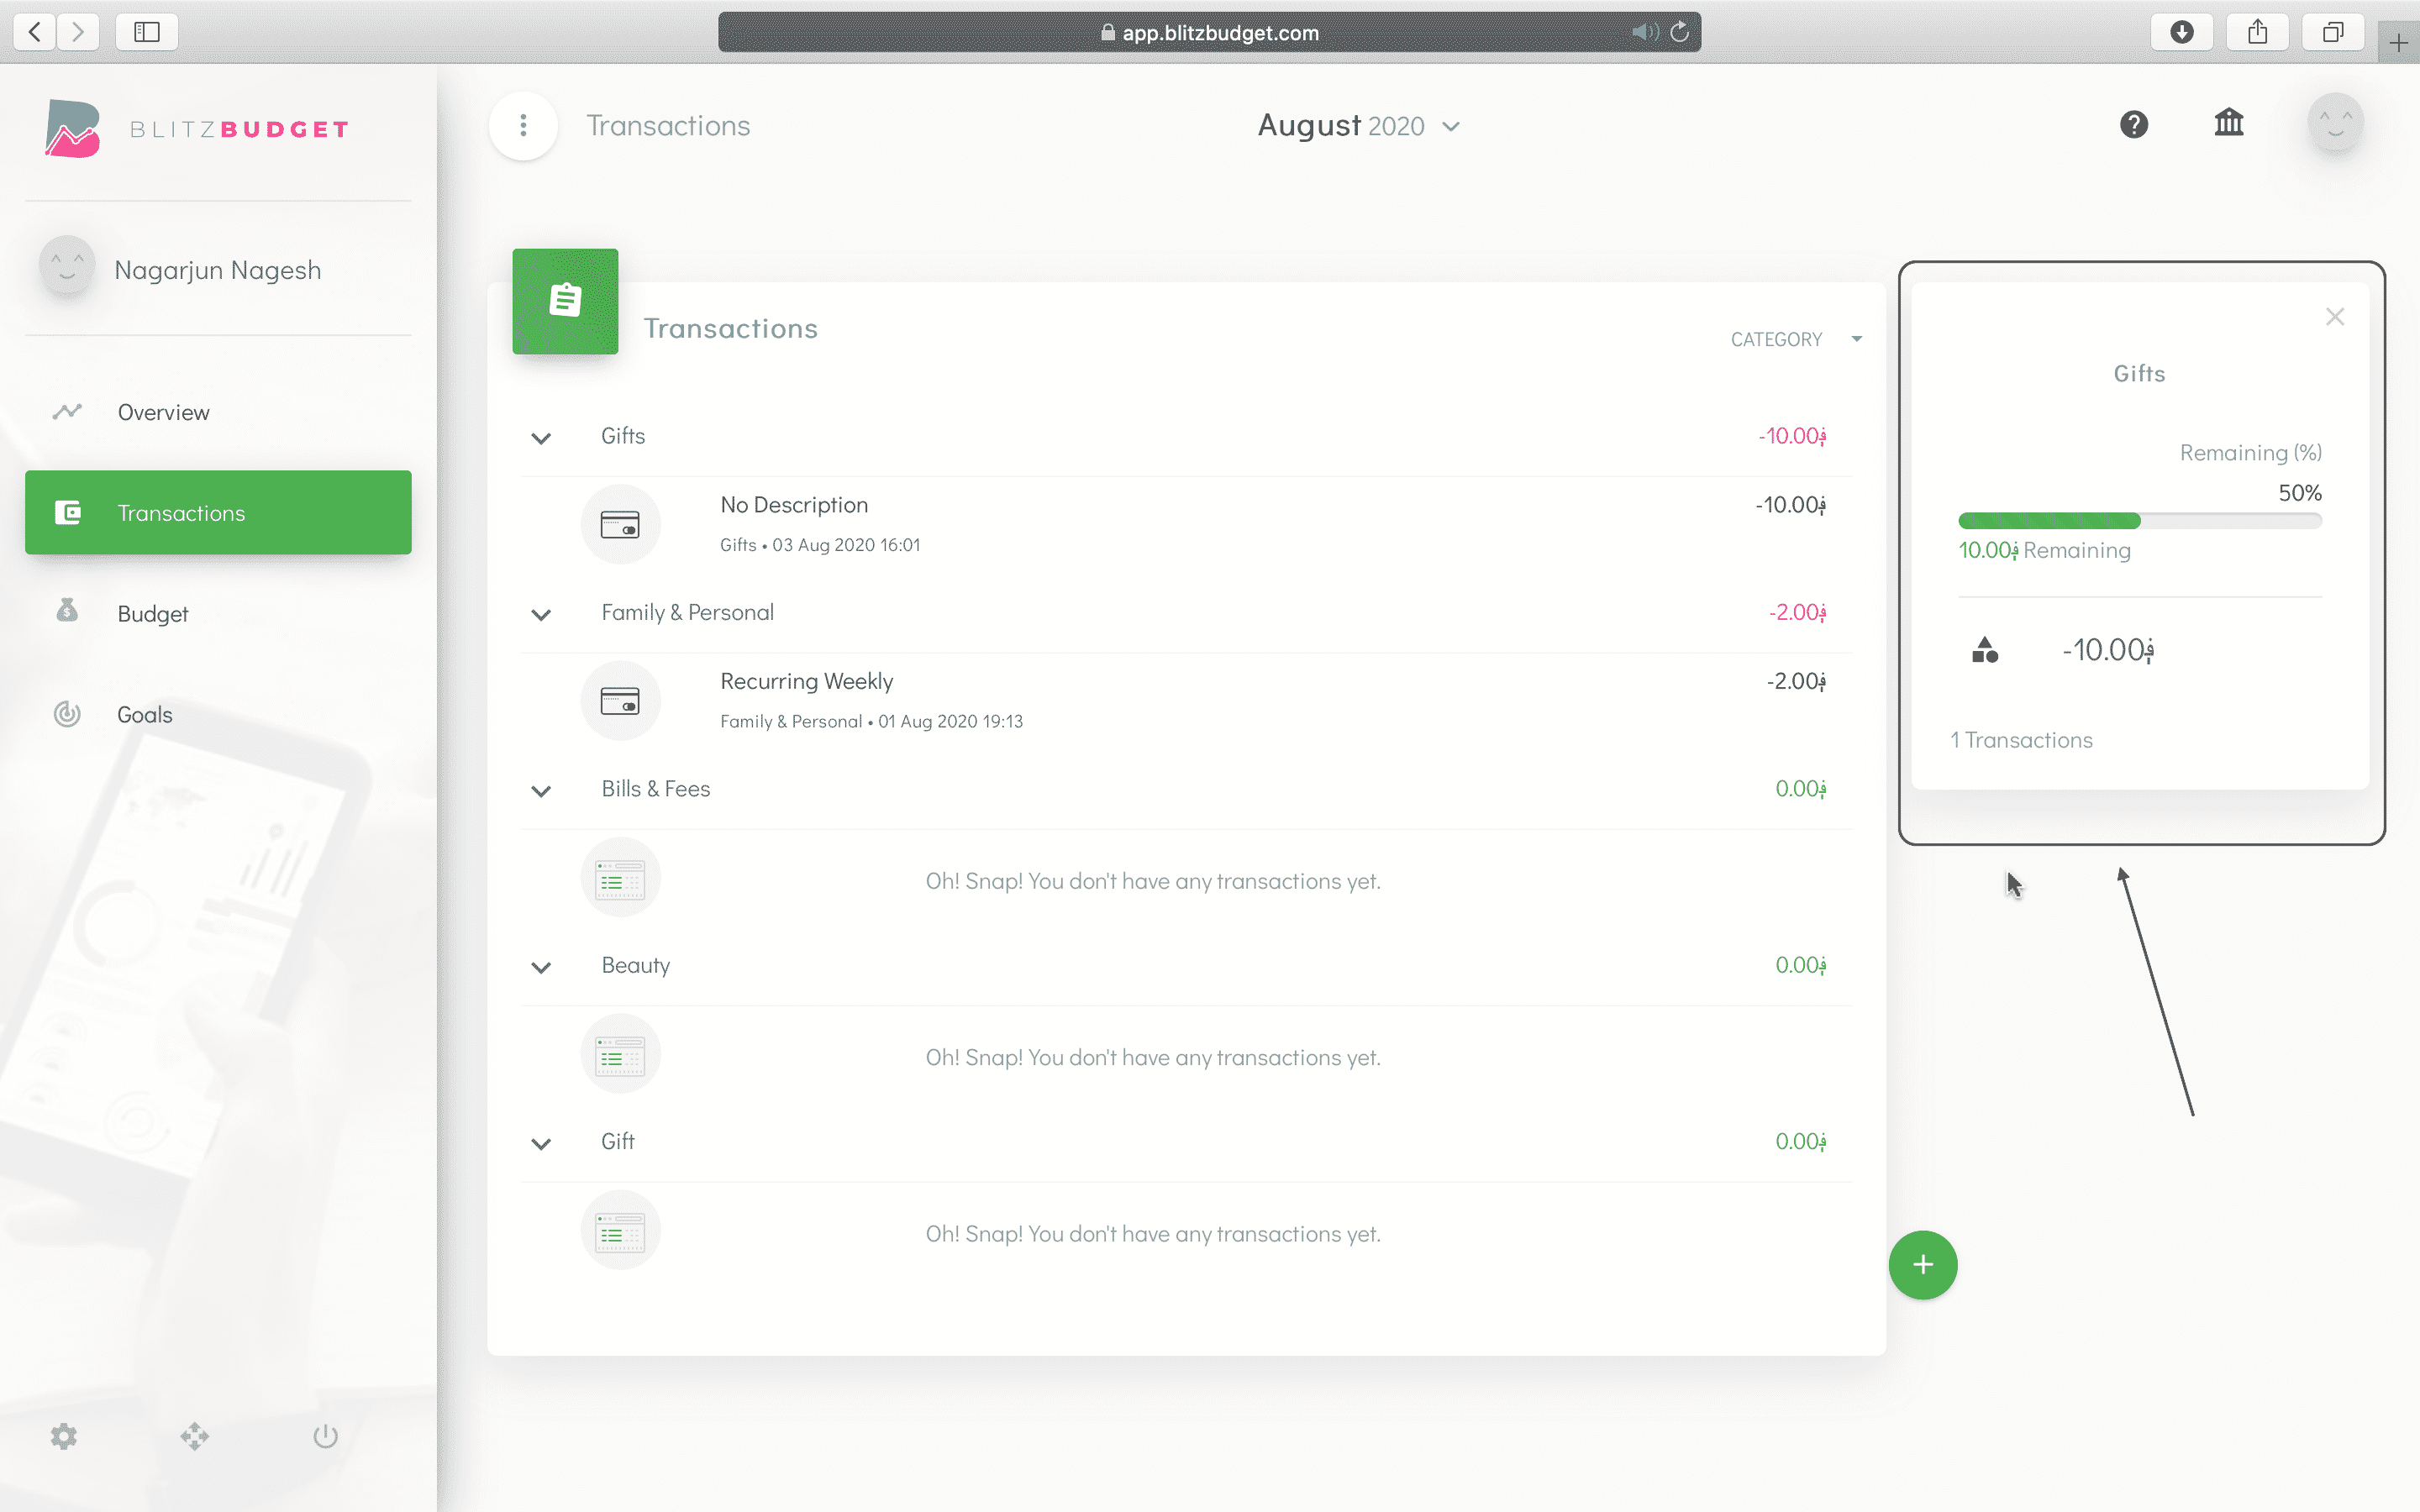 app.blitzbudget.com
BLITZBUDGET
Transactions
August 2020
Nagarjun Nagesh
Overview
Transactions
Budget
Goals
Transactions
CATEGORY
Gifts
-10.00؋
No Description
-10.00؋
Gifts • 03 Aug 2020 16:01
Family & Personal
-2.00؋
Recurring Weekly
-2.00؋
Family & Personal • 01 Aug 2020 19:13
Bills & Fees
0.00؋
Oh! Snap! You don't have any transactions yet.
Beauty
0.00؋
Oh! Snap! You don't have any transactions yet.
Gift
0.00؋
Oh! Snap! You don't have any transactions yet.
Gifts
Remaining (%)
50%
10.00؋ Remaining
-10.00؋
1 Transactions